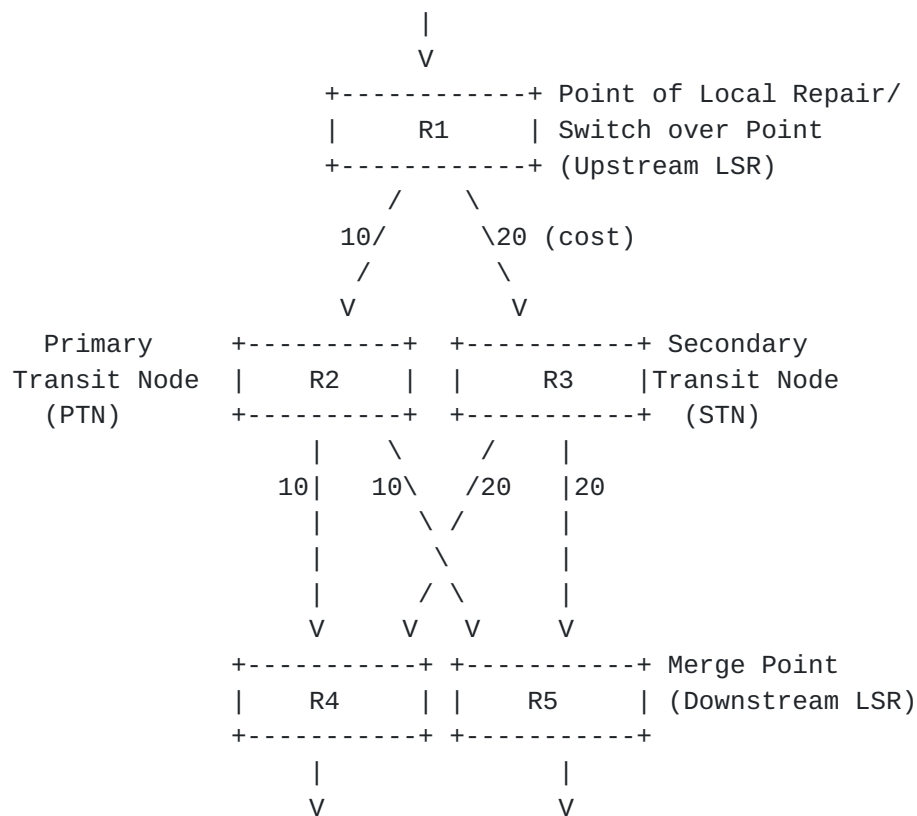 |
V
+------------+ Point of Local Repair/
| R1 | Switch over Point
+------------+ (Upstream LSR)
/ \
10/ \20 (cost)
/ \
V V
Primary +----------+ +-----------+ Secondary
Transit Node | R2 | | R3 |Transit Node
(PTN) +----------+ +-----------+ (STN)
| \ / |
10| 10\ /20 |20
| \ / |
| \ |
| / \ |
V V V V
+-----------+ +-----------+ Merge Point
| R4 | | R5 | (Downstream LSR)
+-----------+ +-----------+
| |
V V